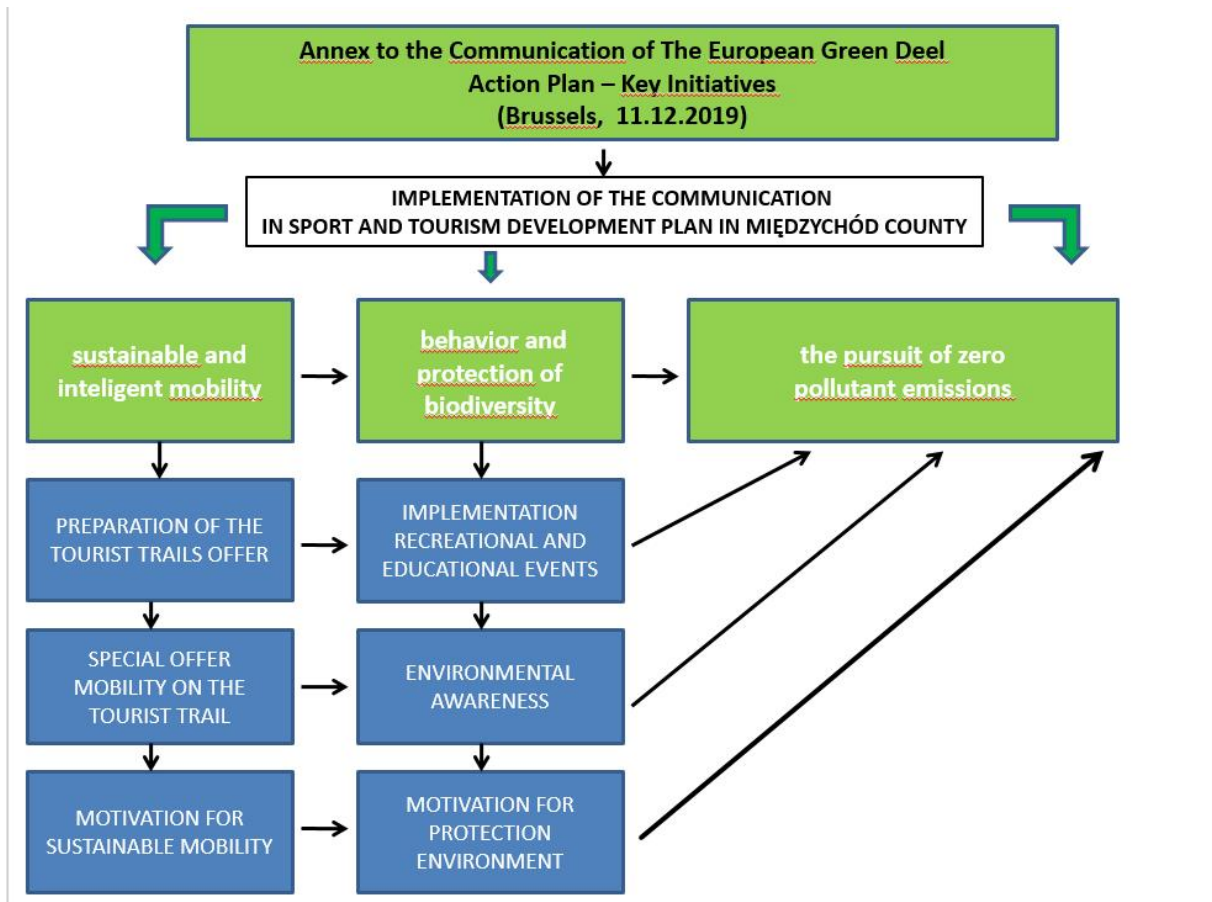 Annex to the Communication of The European Green Deel
Action Plan – Key Initiatives
(Brussels, 11.12.2019)
IMPLEMENTATION OF THE COMMUNICATION
IN SPORT AND TOURISM DEVELOPMENT PLAN IN MIĘDZYCHÓD COUNTY
sustainable and
inteligent mobility
behavior and
protection of
biodiversity
the pursuit of zero
pollutant emissions
PREPARATION OF THE
TOURIST TRAILS OFFER
IMPLEMENTATION
RECREATIONAL AND
EDUCATIONAL EVENTS
SPECIAL OFFER
MOBILITY ON THE
TOURIST TRAIL
ENVIRONMENTAL
AWARENESS
MOTIVATION FOR
SUSTAINABLE MOBILITY
MOTIVATION FOR
PROTECTION
ENVIRONMENT